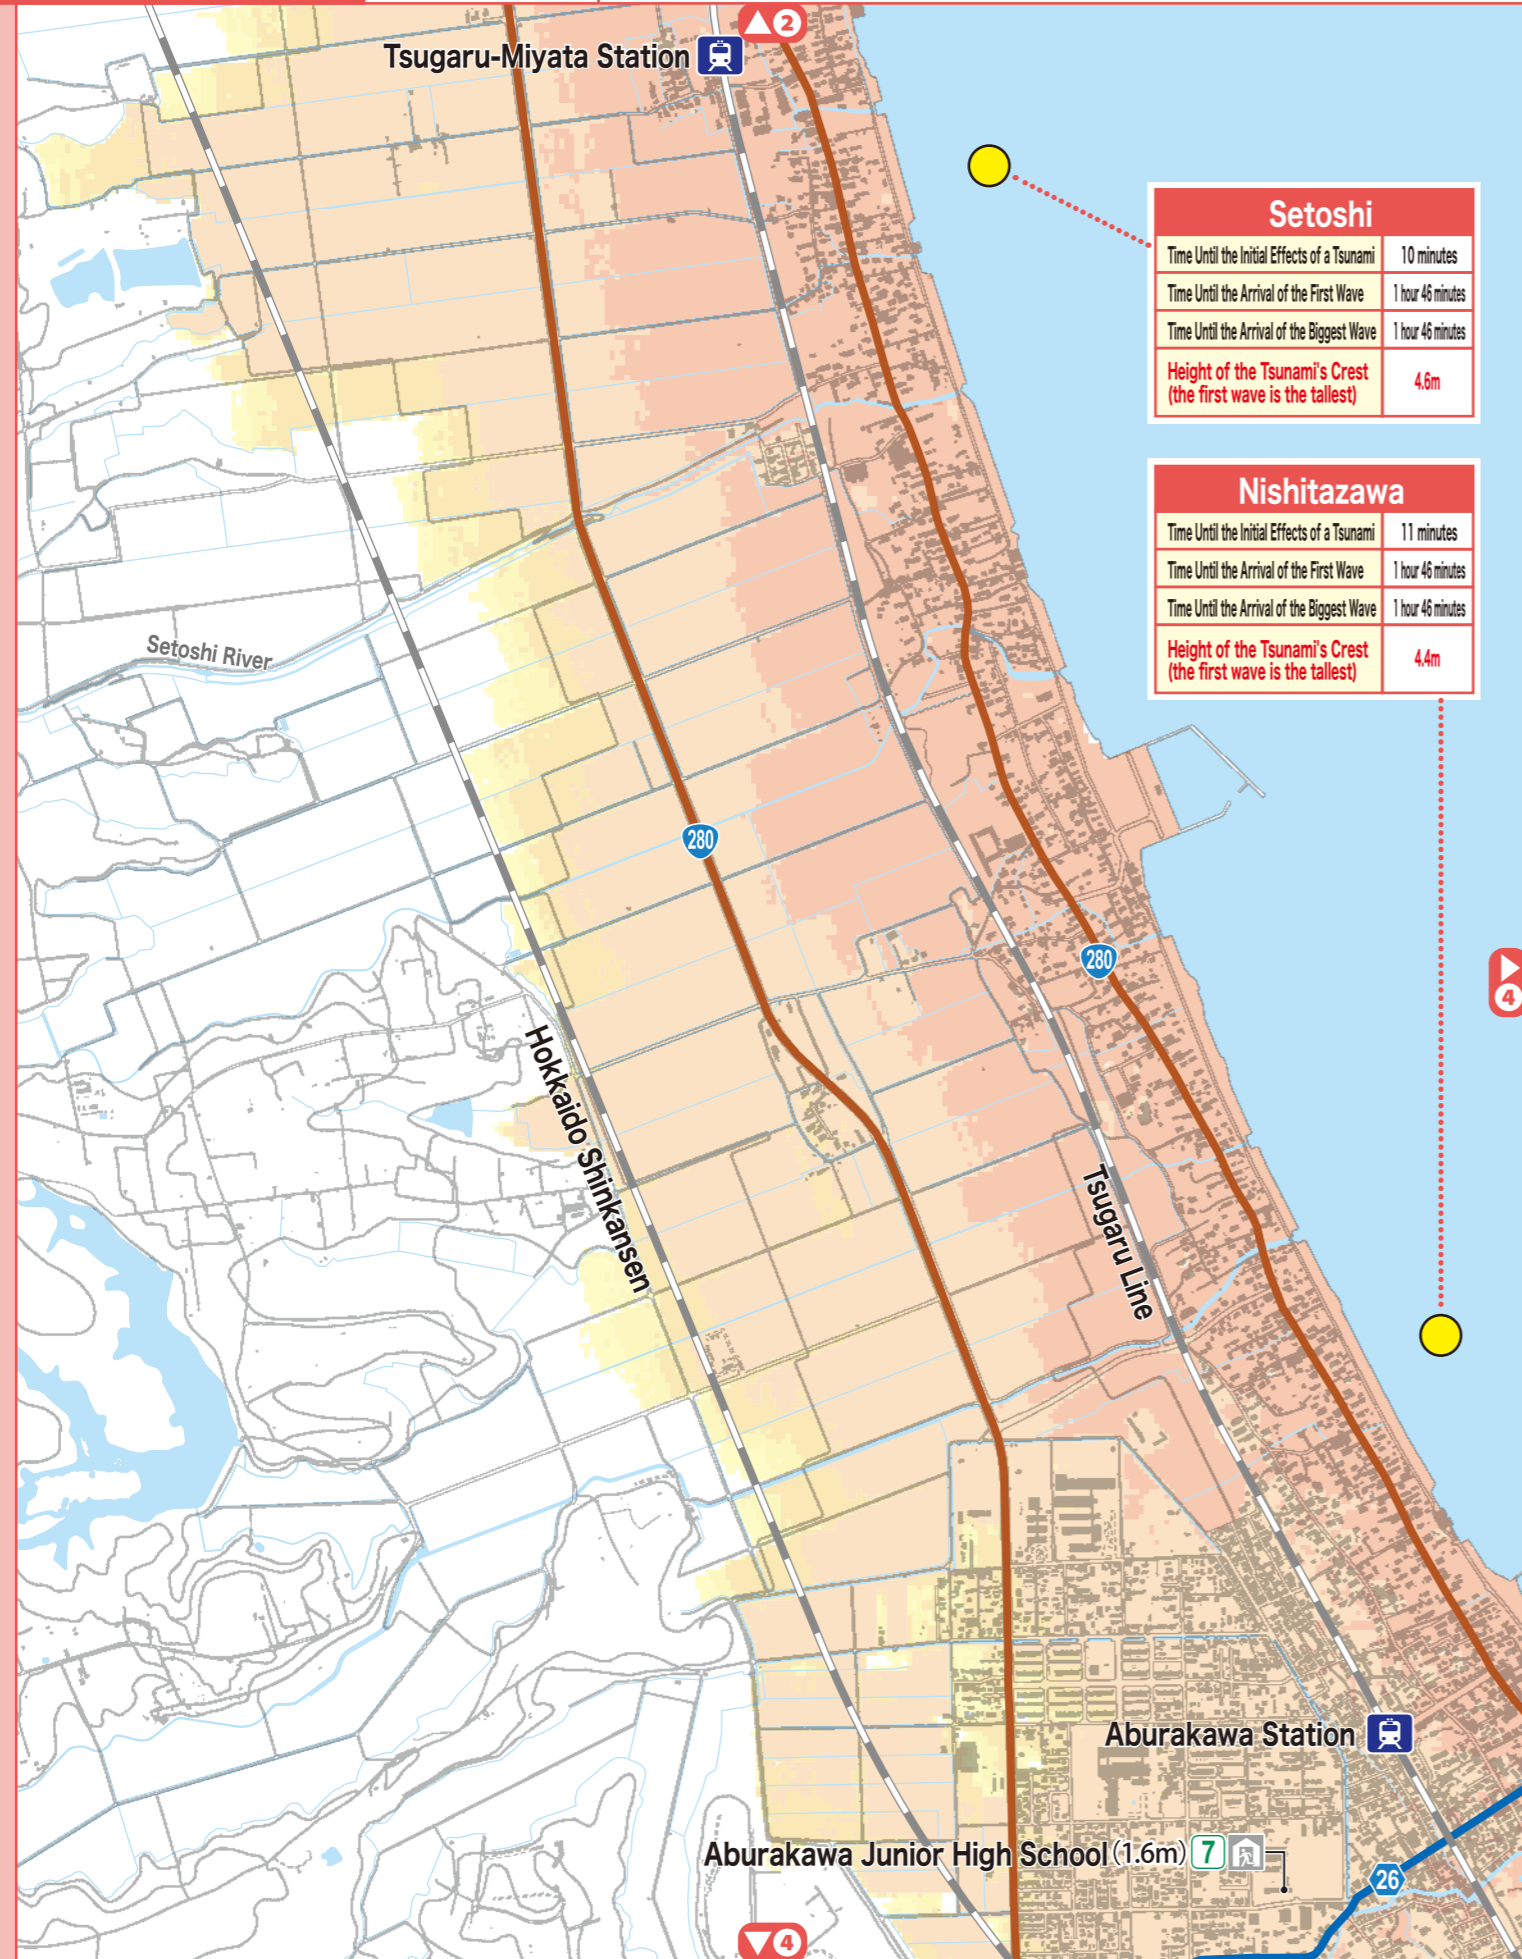 2
Tsugaru-Miyata Station
Setoshi
Time Until the Initial Effects of a Tsunami 10 minutes
Time Until the Arrival of the First Wave 1 hour 46 minutes
Time Until the Arrival of the Biggest Wave 1 hour 46 minutes
Height of the Tsunami's Crest
(the first wave is the tallest) 4.6m
Nishitazawa
Time Until the Initial Effects of a Tsunami 11 minutes
Time Until the Arrival of the First Wave 1 hour 46 minutes
Time Until the Arrival of the Biggest Wave 1 hour 46 minutes
Height of the Tsunami's Crest
(the first wave is the tallest) 4.4m
Setoshi River
280
280
4
Hokkaido Shinkansen
Tsugaru Line
Aburakawa Station
Aburakawa Junior High School (1.6m) 7
26
4